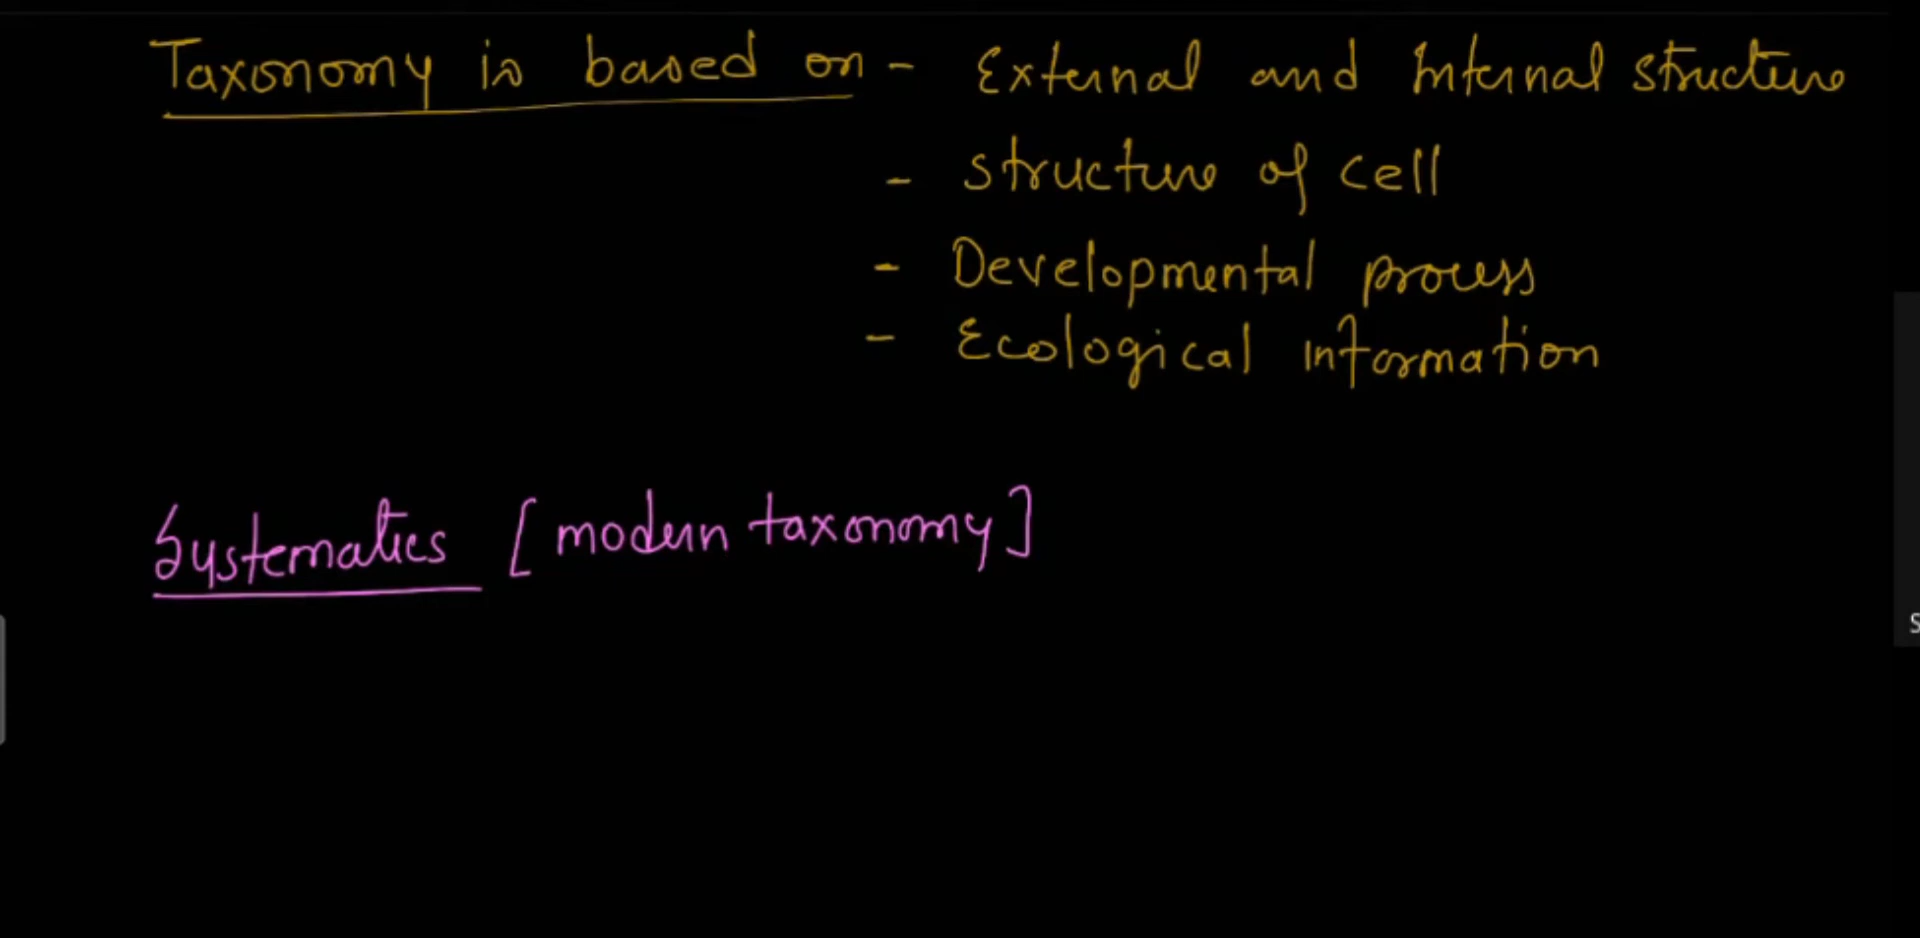 Taxonomy is based on - External and Internal structure
- structure of cell
- Developmental process
- Ecological information
Systematics [modern taxonomy]
S